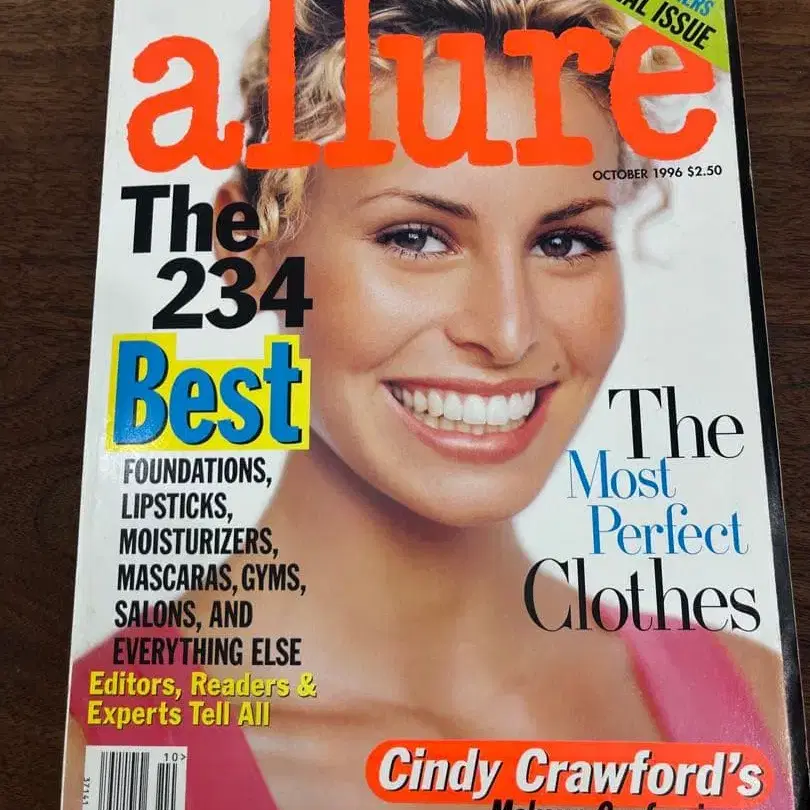 ERS
AL ISSUE
allure
OCTOBER 1996 $2.50
The
234
Best
FOUNDATIONS,
LIPSTICKS,
MOISTURIZERS,
MASCARAS, GYMS,
SALONS, AND
EVERYTHING ELSE
Editors, Readers &
Experts Tell All
The
Most
Perfect
Clothes
10>
Cindy Crawford's